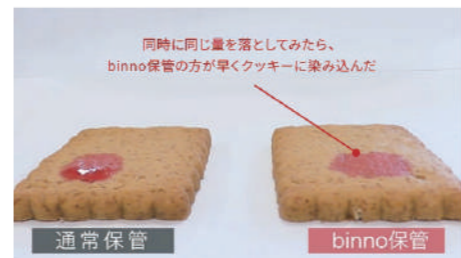 同時に同じ量を落としてみたら、
binno保管の方が早くクッキーに染み込んだ
通常保管
binno保管